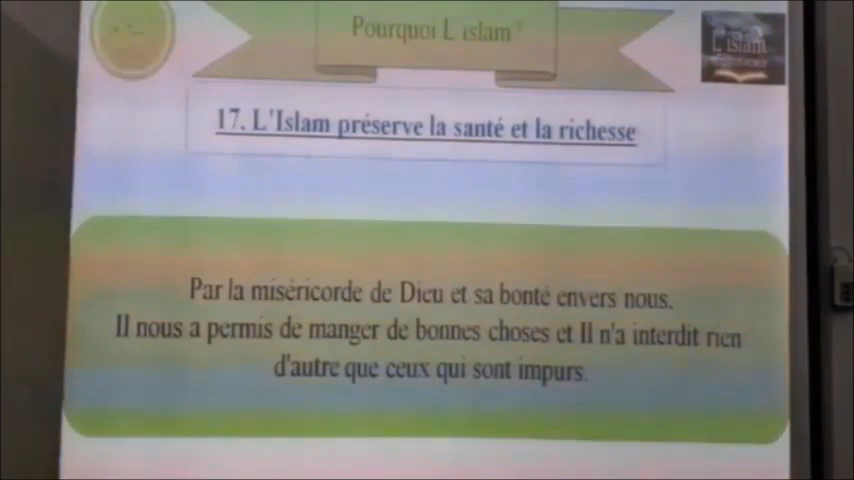 Pourquoi L'islam
L'islam
17. L'Islam préserve la santé et la richesse
Par la miséricorde de Dieu et sa bonté envers nous.
Il nous a permis de manger de bonnes choses et Il n'a interdit rien
d'autre que ceux qui sont impurs.